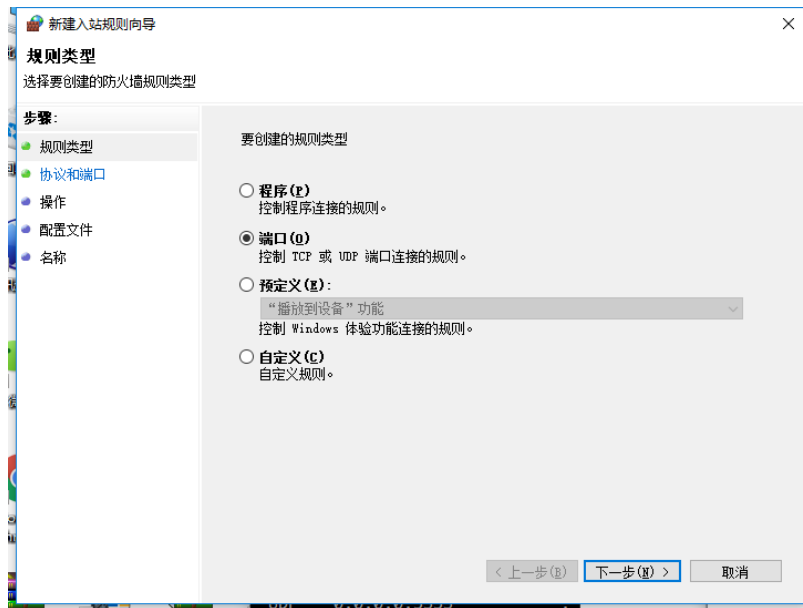 新建入站规则向导
规则类型
选择要创建的防火墙规则类型
步骤:
规则类型
协议和端口
操作
配置文件
名称
要创建的规则类型
程序(P)
控制程序连接的规则。
端口(O)
控制 TCP 或 UDP 端口连接的规则。
预定义(E):
“播放到设备”功能
控制 Windows 体验功能连接的规则。
自定义(C)
自定义规则。
< 上一步(B)
下一步(N) >
取消